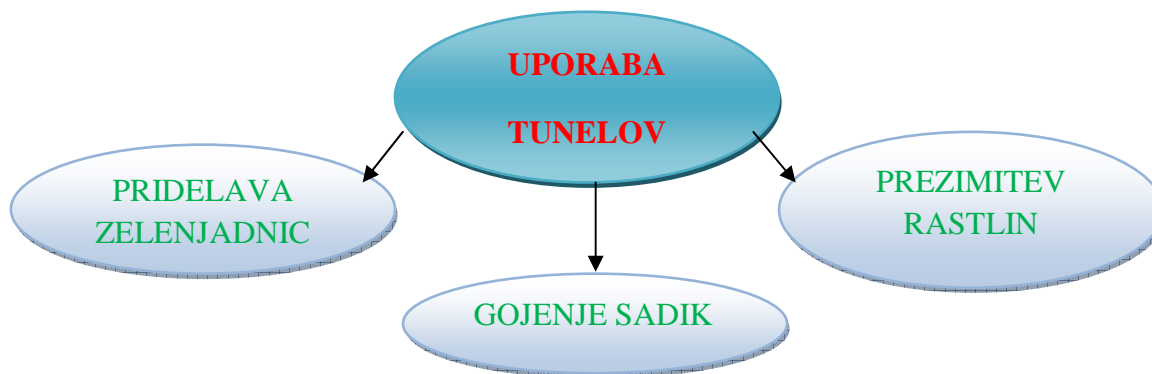 UPORABA
TUNELOV
PRIDELAVA
ZELENJADNIC
PREZIMITEV
RASTLIN
GOJENJE SADIK